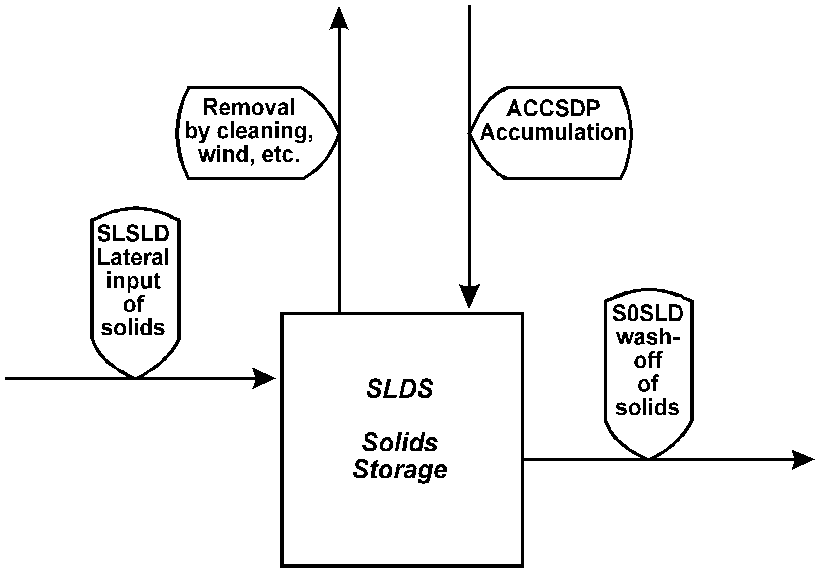 Removal
by cleaning,
wind, etc.
ACCSDP
Accumulation
SLSLD
Lateral
input
of
solids
S0SLD
wash-
off
of
solids
SLDS
Solids
Storage